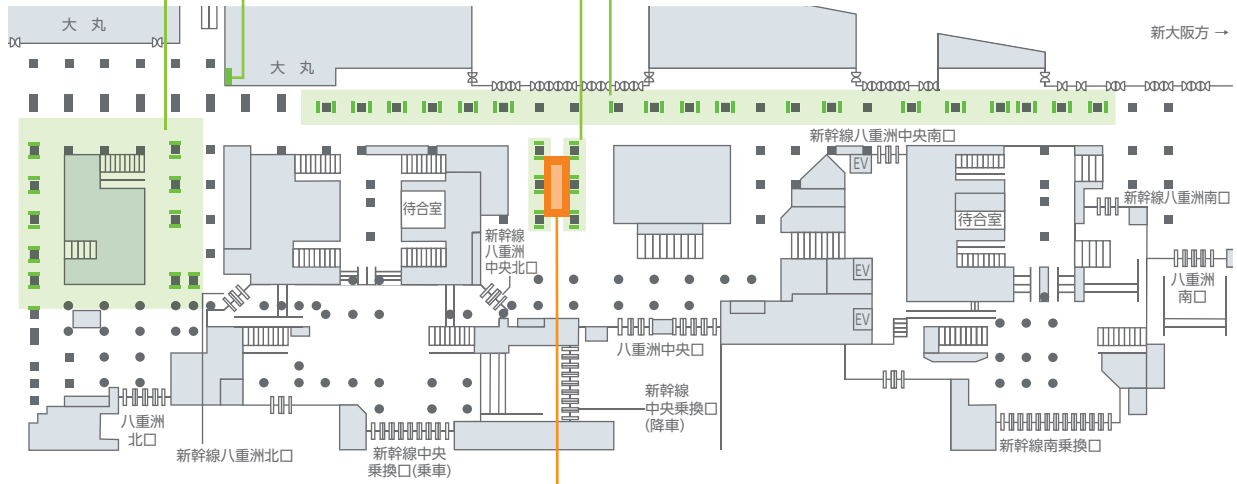 大 丸
大 丸
新大阪方 →
新幹線八重洲中央南口
EV
待合室
待合室
新幹線八重洲南口
新幹線
八重洲
中央北口
EV
八重洲
南口
EV
八重洲中央口
新幹線
中央乗換口
(降車)
八重洲
北口
新幹線八重洲北口
新幹線中央
乗換口(乗車)
新幹線南乗換口